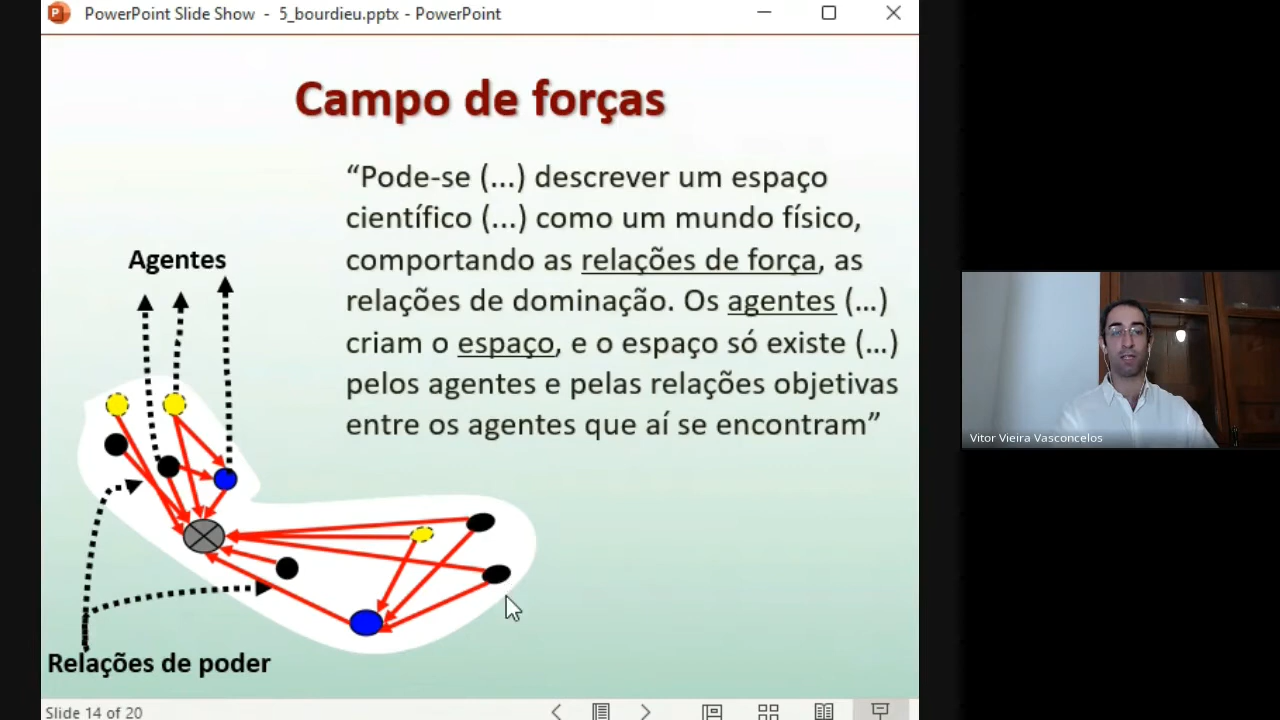 PowerPoint Slide Show - 5_bourdieu.pptx - PowerPoint
Campo de forças
“Pode-se (...) descrever um espaço
científico (...) como um mundo físico,
comportando as relações de força, as
relações de dominação. Os agentes (...)
criam o espaço, e o espaço só existe (...)
pelos agentes e pelas relações objetivas
entre os agentes que aí se encontram”
Agentes
Relações de poder
Vitor Vieira Vasconcelos
Slide 14 of 20